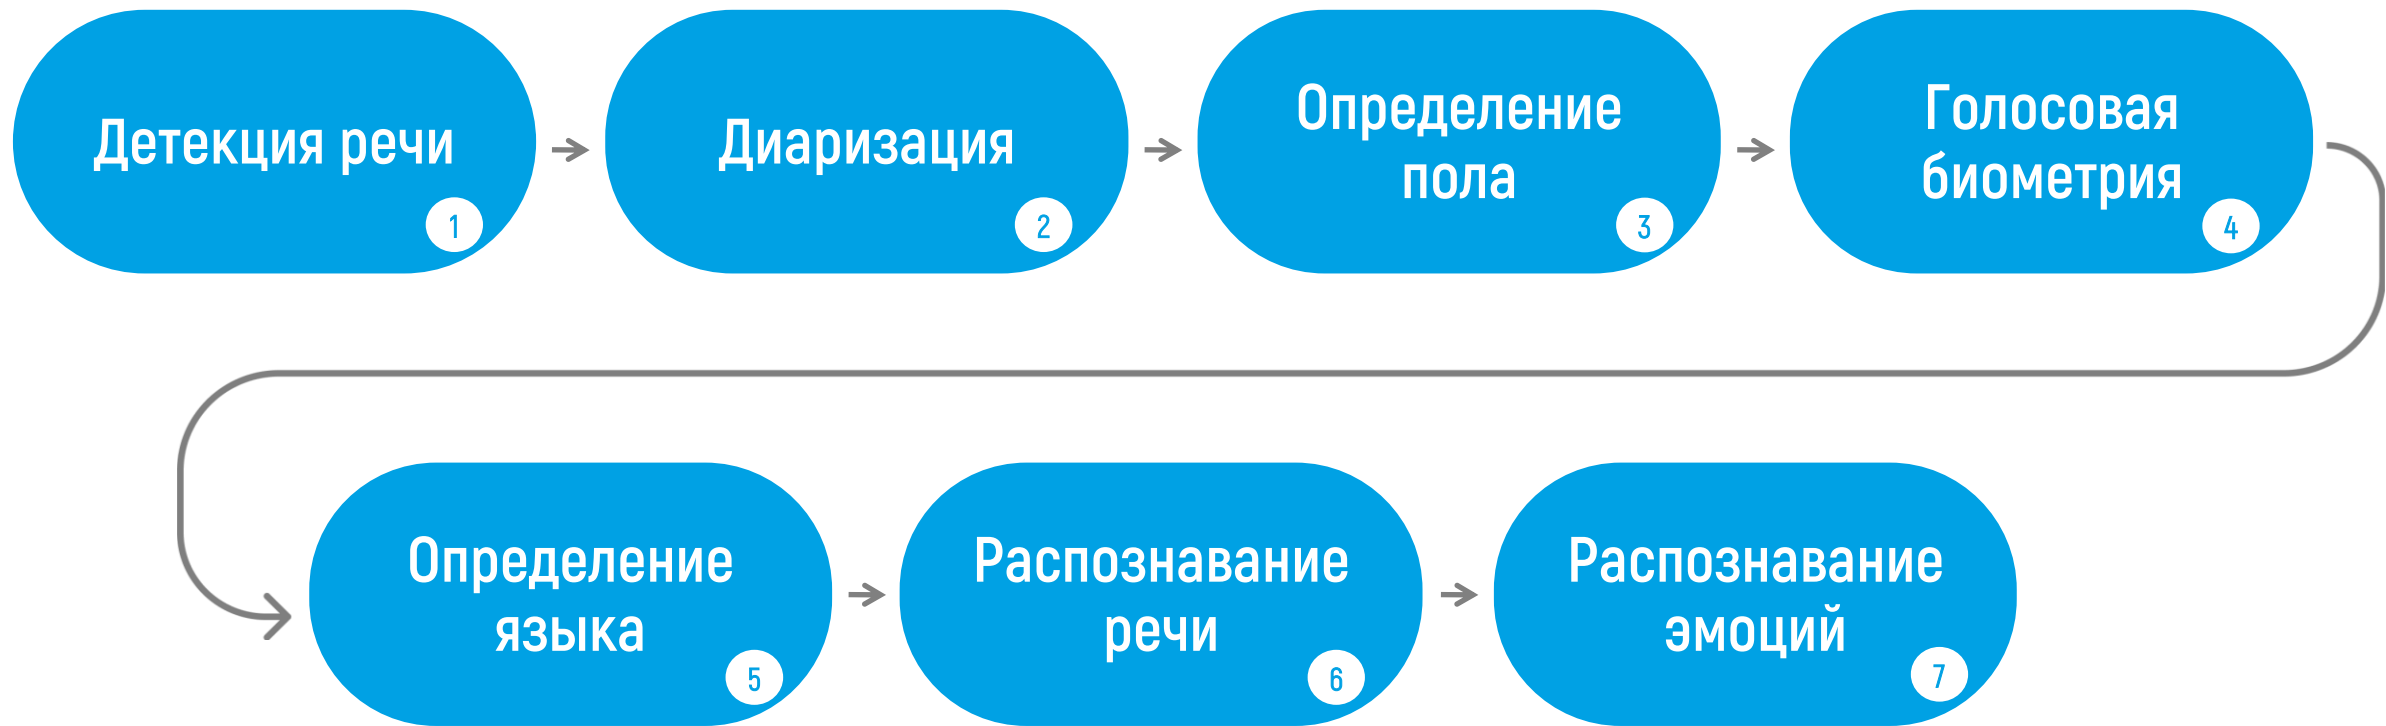 Детекция речи
1
Диаризация
2
Определение
пола
3
Голосовая
биометрия
4
Определение
языка
5
Распознавание
речи
6
Распознавание
эмоций
7